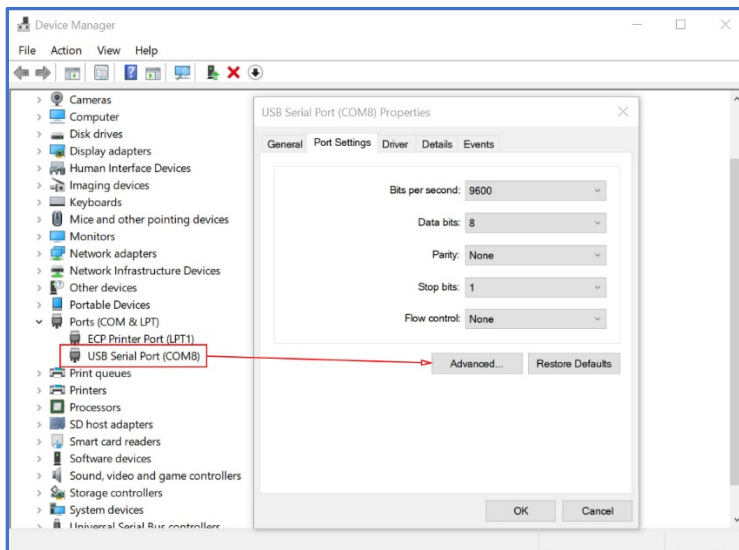 Device Manager
File Action View Help
Cameras
Computer
Disk drives
Display adapters
Human Interface Devices
Imaging devices
Keyboards
Mice and other pointing devices
Monitors
Network adapters
Network Infrastructure Devices
Other devices
Portable Devices
Ports (COM & LPT)
ECP Printer Port (LPT1)
USB Serial Port (COM8)
Print queues
Printers
Processors
SD host adapters
Smart card readers
Software devices
Sound, video and game controllers
Storage controllers
System devices
Universal Serial Bus controllers
USB Serial Port (COM8) Properties
General Port Settings Driver Details Events
Bits per second: 9600
Data bits: 8
Parity: None
Stop bits: 1
Flow control: None
Advanced... Restore Defaults
OK Cancel